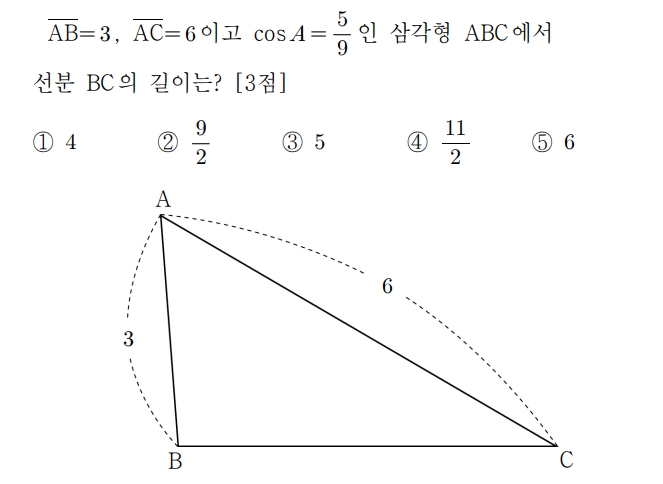 AB=3, AC=6이고 cosA=5/9인 삼각형 ABC에서
선분 BC의 길이는? [3점]
① 4 ② 9/2 ③ 5 ④ 11/2 ⑤ 6
A
6
3
B
C